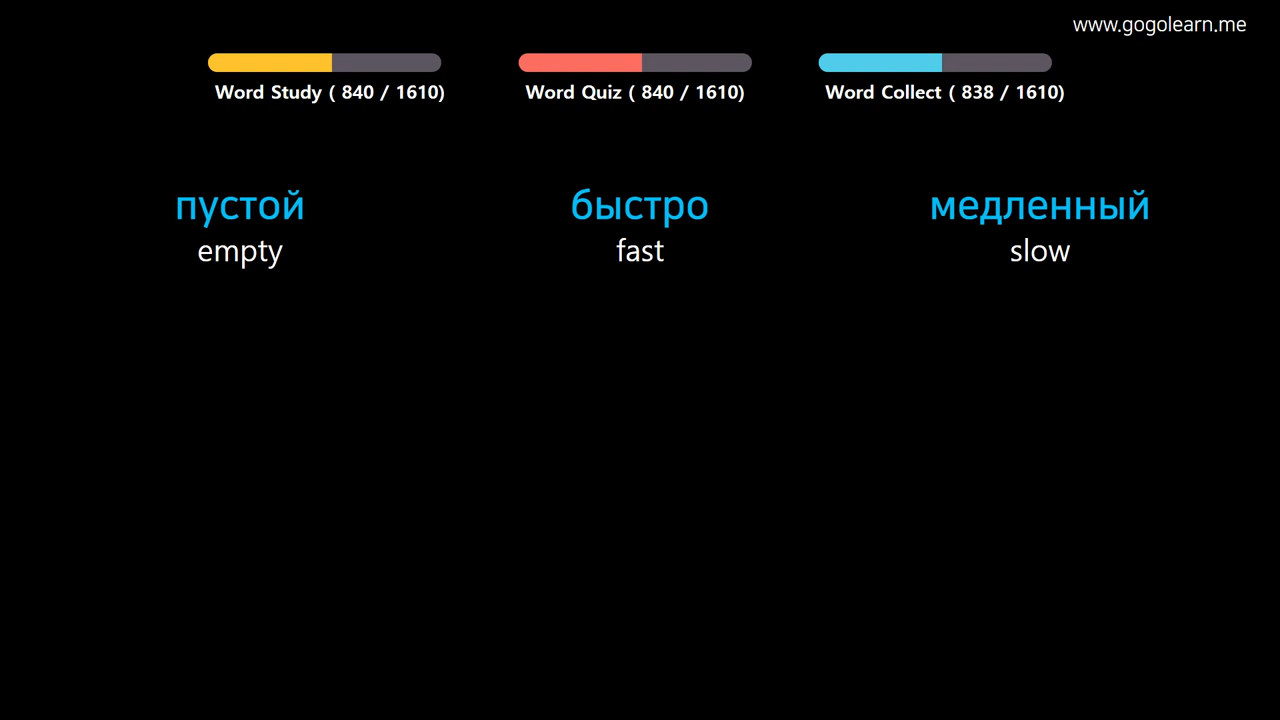 www.gogolearn.me
Word Study ( 840 / 1610)
Word Quiz ( 840 / 1610)
Word Collect ( 838 / 1610)
пустой
empty
быстро
fast
медленный
slow